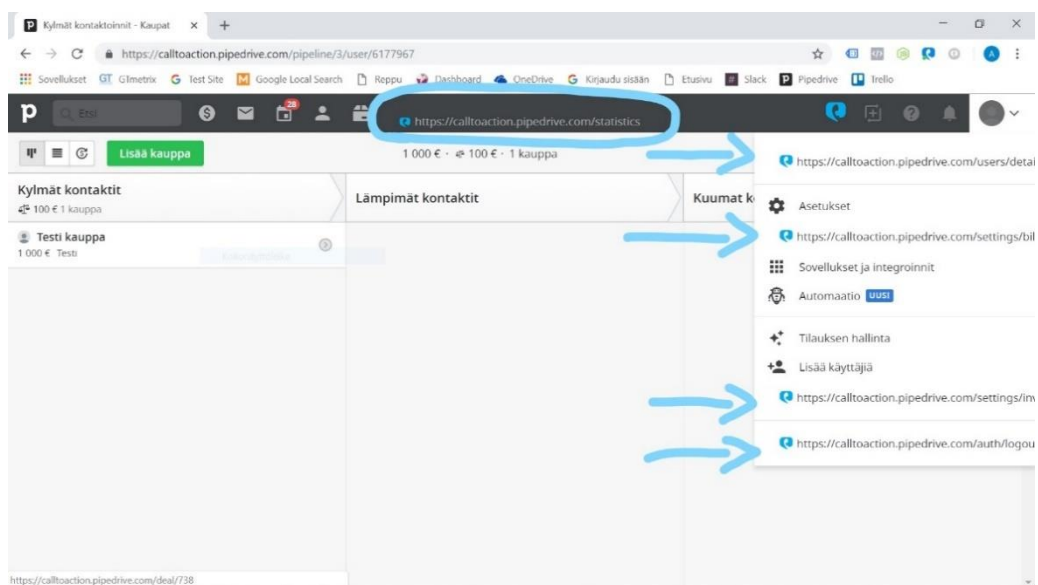 Kylmät kontaktoinnit - Kaupat
https://calltoaction.pipedrive.com/pipeline/3/user/6177967
Sovellukset GT GTmetrix G Test Site M Google Local Search Reppu Dashboard OneDrive G Kirjaudu sisään Etusivu Slack Pipedrive Trello
p Etsi 28 https://calltoaction.pipedrive.com/statistics
Lisää kauppa 1 000 € · 100 € · 1 kauppa https://calltoaction.pipedrive.com/users/detai
Kylmät kontaktit
100 € 1 kauppa
Lämpimät kontaktit
Kuumat k
Testi kauppa
1 000 € Testi
Asetukset
https://calltoaction.pipedrive.com/settings/bil
Sovellukset ja integroinnit
Automaatio UUSI
Tilauksen hallinta
Lisää käyttäjiä
https://calltoaction.pipedrive.com/settings/inv
https://calltoaction.pipedrive.com/auth/logou
https://calltoaction.pipedrive.com/deal/738